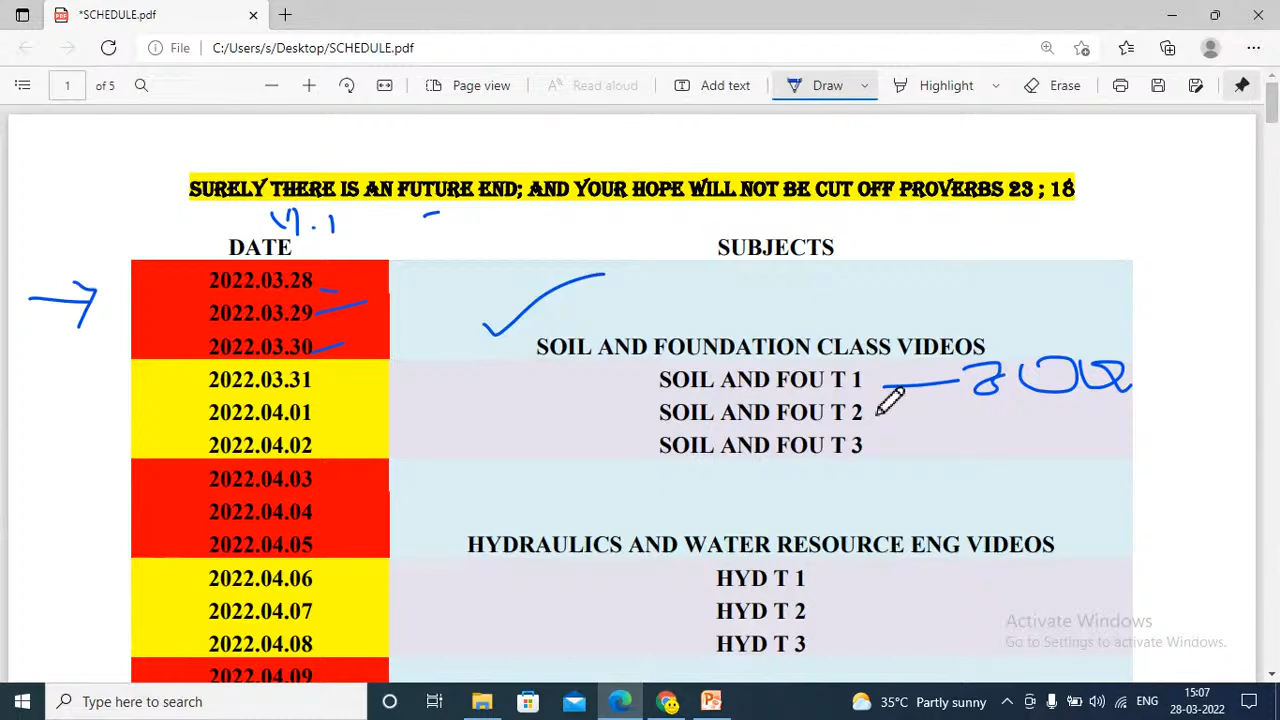 *SCHEDULE.pdf
File C:/Users/s/Desktop/SCHEDULE.pdf
1 of 5 Page view Read aloud Add text Draw Highlight Erase
SURELY THERE IS AN FUTURE END; AND YOUR HOPE WILL NOT BE CUT OFF PROVERBS 23 ; 18
DATE SUBJECTS
2022.03.28
2022.03.29
2022.03.30 SOIL AND FOUNDATION CLASS VIDEOS
2022.03.31 SOIL AND FOU T 1
2022.04.01 SOIL AND FOU T 2
2022.04.02 SOIL AND FOU T 3
2022.04.03
2022.04.04
2022.04.05 HYDRAULICS AND WATER RESOURCE ENG VIDEOS
2022.04.06 HYD T 1
2022.04.07 HYD T 2
2022.04.08 HYD T 3
2022.04.09
Activate Windows
Go to Settings to activate Windows.
Type here to search 35°C Partly sunny ENG 15:07
28-03-2022